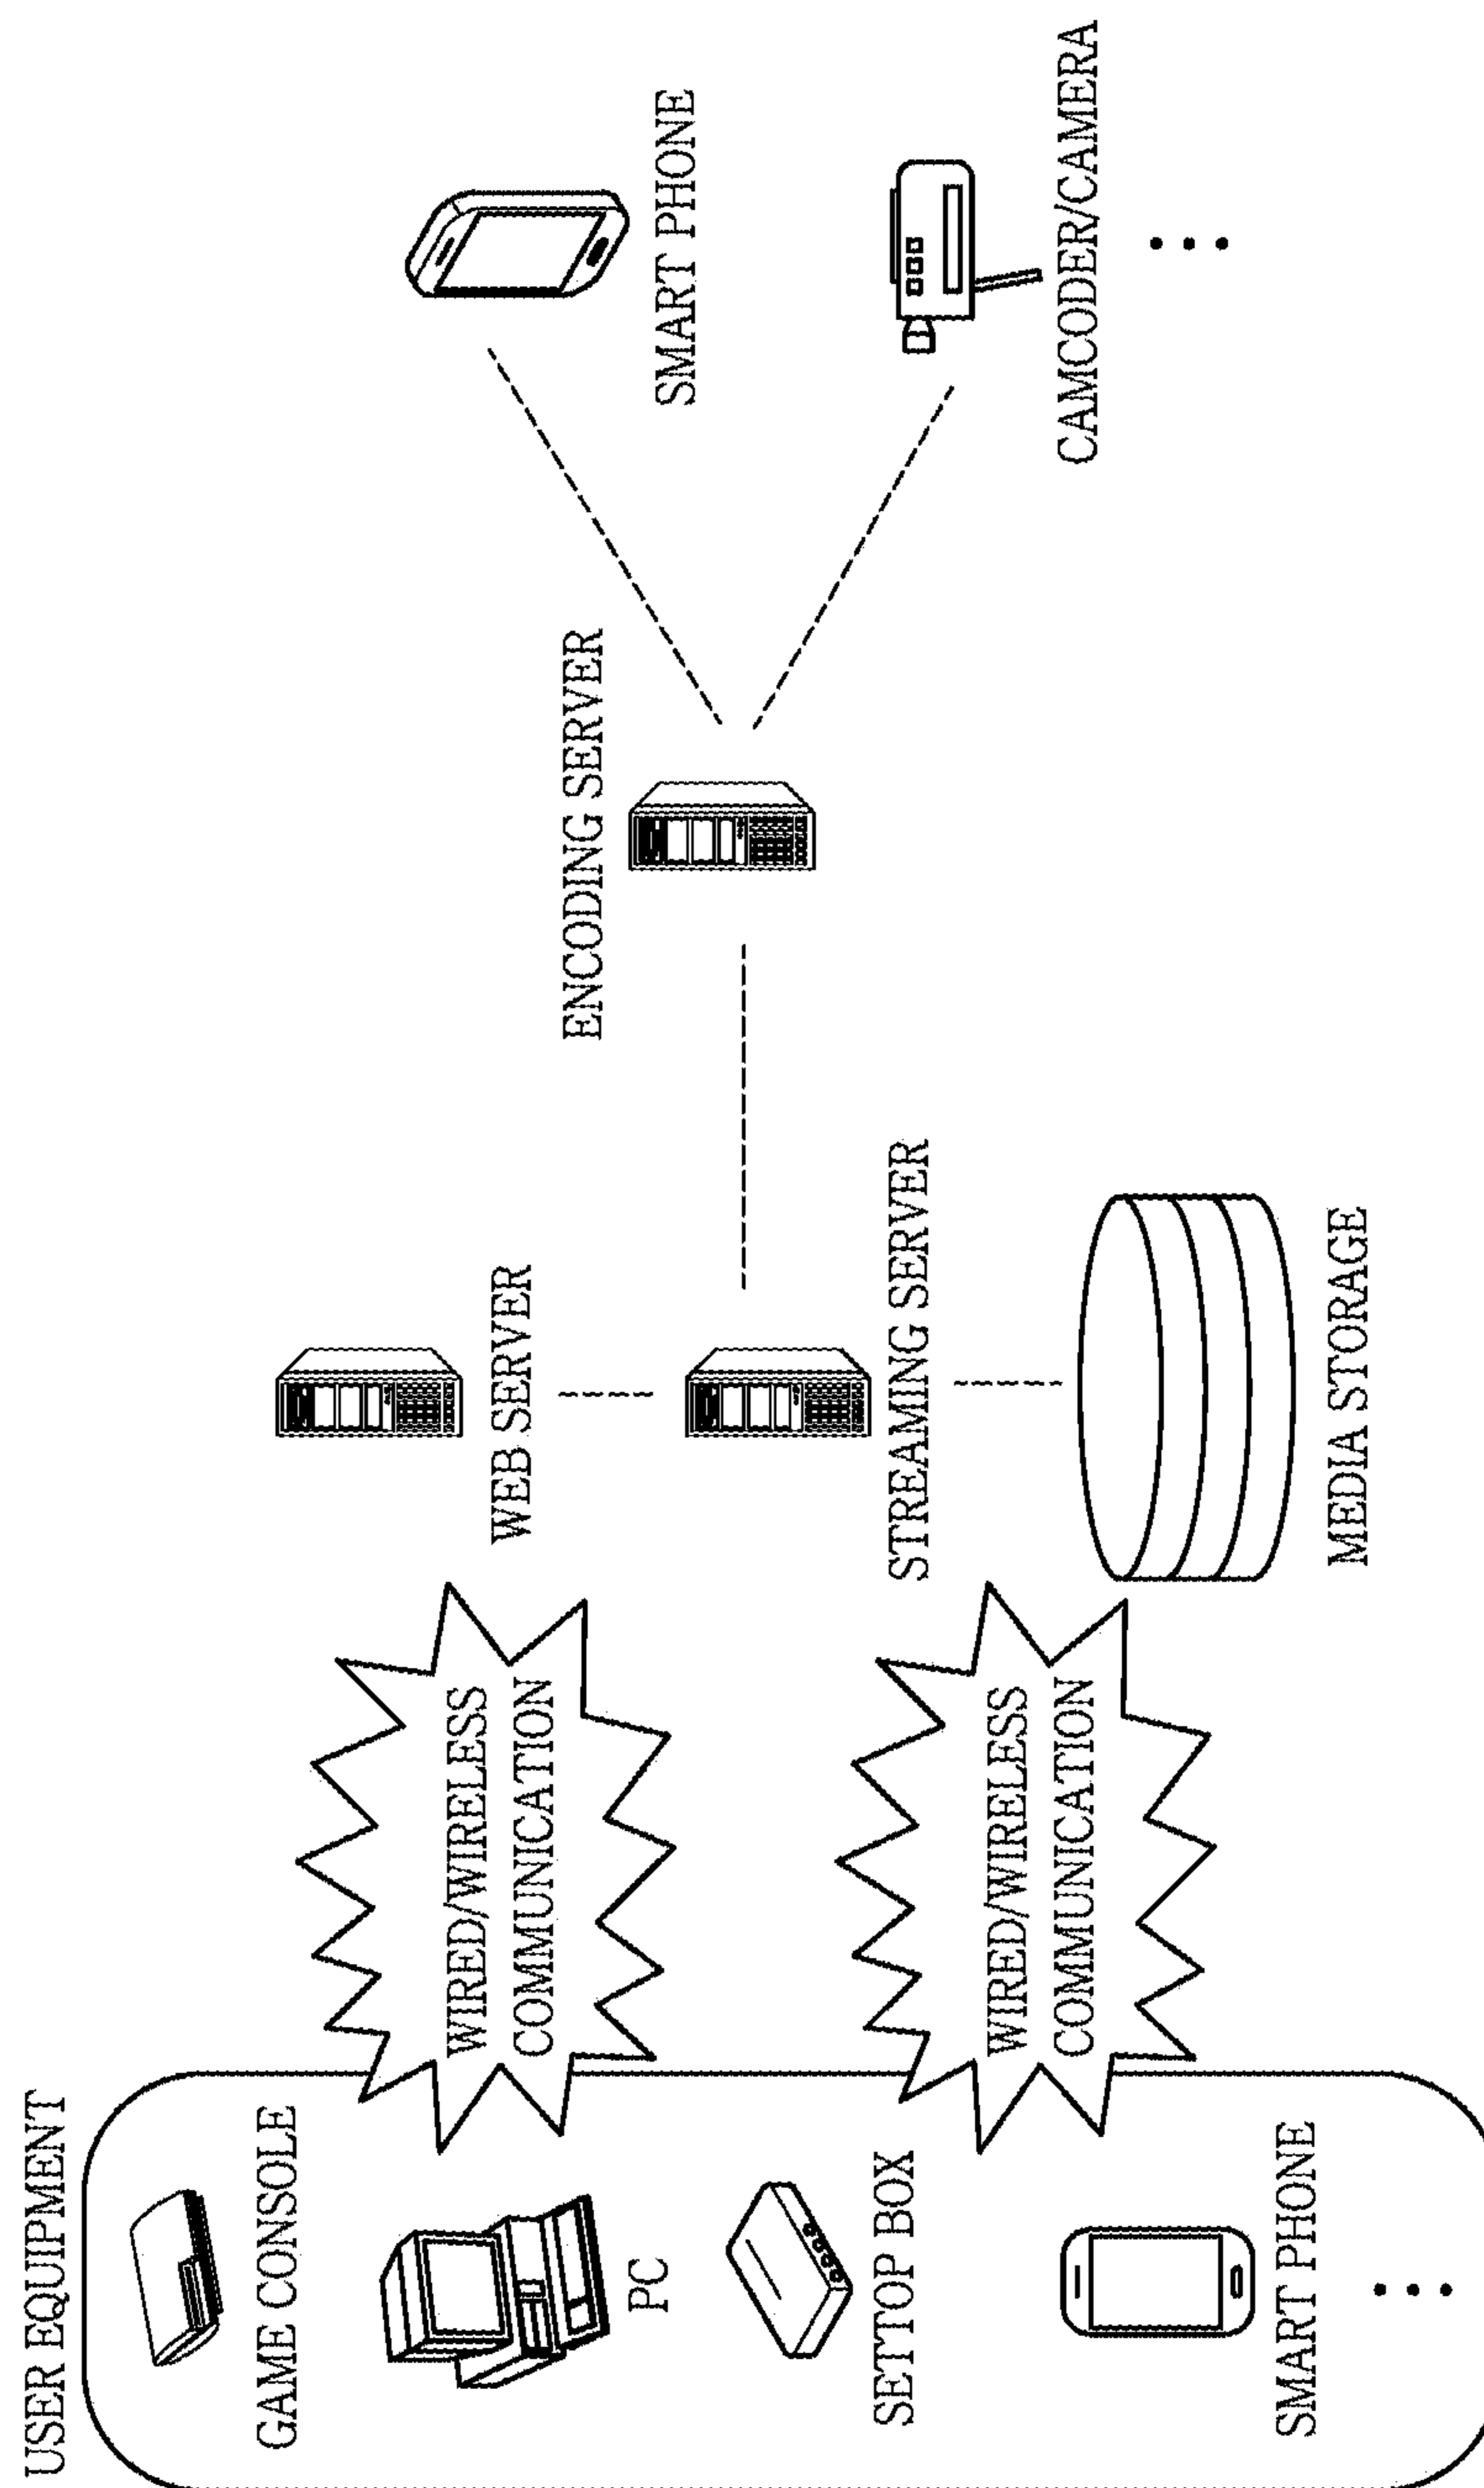 USER EQUIPMENT
GAME CONSOLE
PC
SETTOP BOX
SMART PHONE
WIRED/WIRELESS
COMMUNICATION
WIRED/WIRELESS
COMMUNICATION
WEB SERVER
STREAMING SERVER
MEDIA STORAGE
ENCODING SERVER
SMART PHONE
CAMCODER/CAMERA